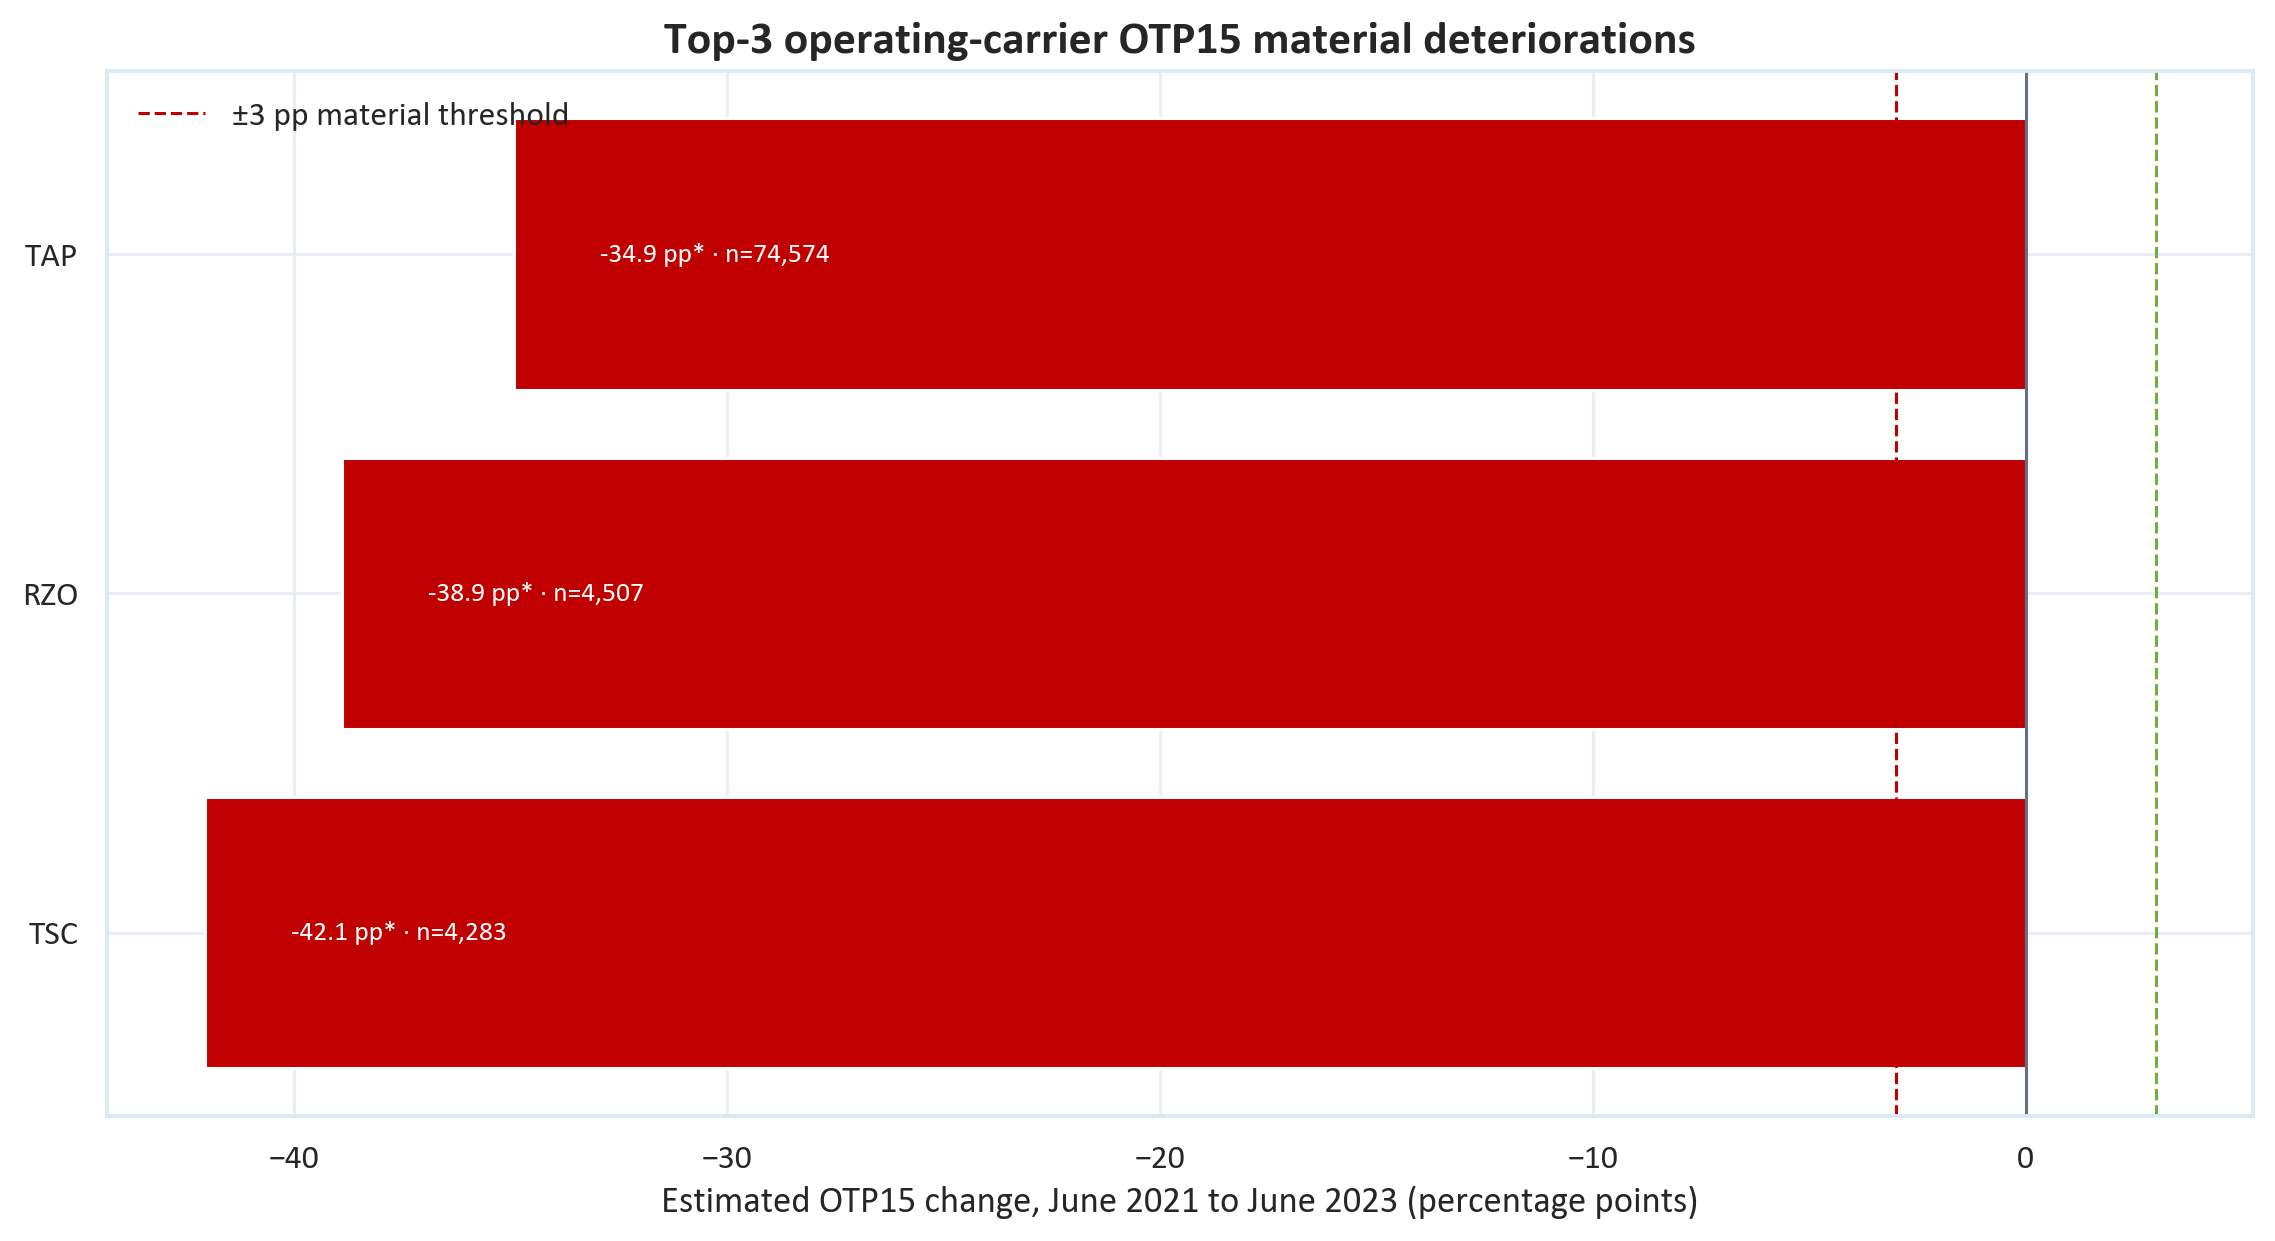 Top-3 operating-carrier OTP15 material deteriorations
±3 pp material threshold
TAP
-34.9 pp* · n=74,574
RZO
-38.9 pp* · n=4,507
TSC
-42.1 pp* · n=4,283
−40 −30 −20 −10 0
Estimated OTP15 change, June 2021 to June 2023 (percentage points)